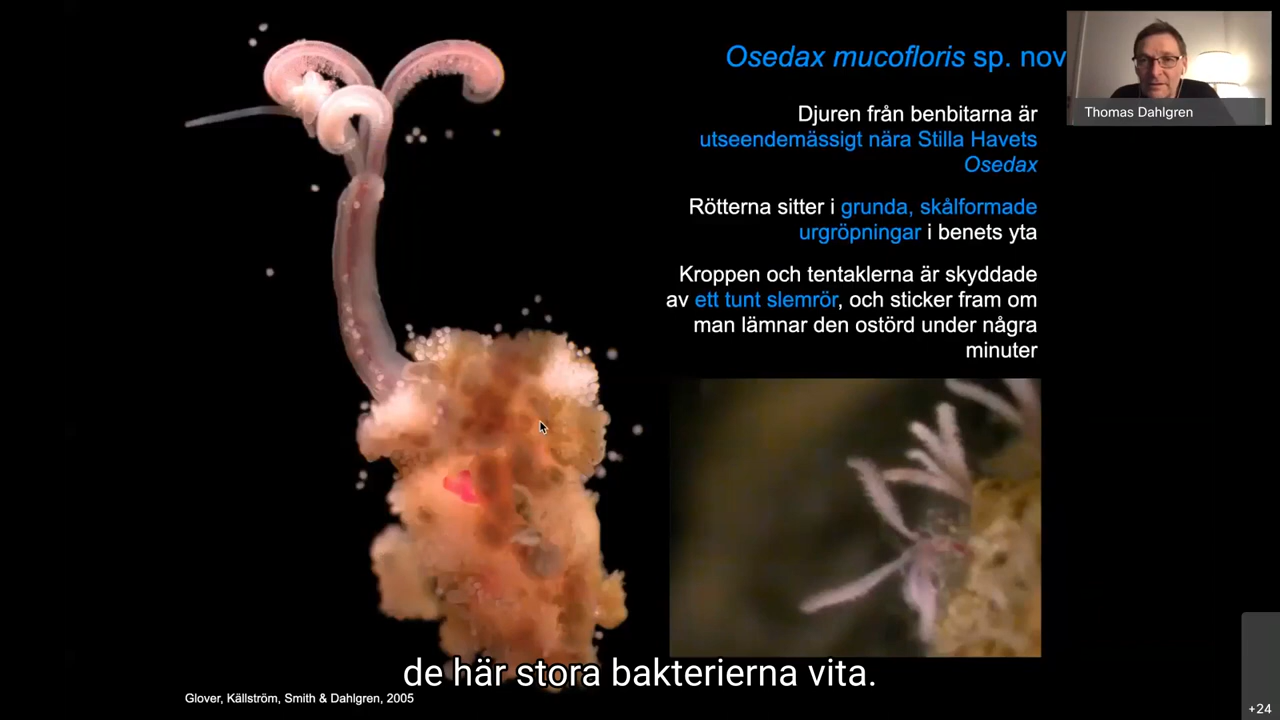 Osedax mucofloris sp. nov
Thomas Dahlgren
Djuren från benbitarna är
utseendemässigt nära Stilla Havets
Osedax
Rötterna sitter i grunda, skålformade
urgröpningar i benets yta
Kroppen och tentaklerna är skyddade
av ett tunt slemrör, och sticker fram om
man lämnar den ostörd under några
minuter
de här stora bakterierna vita.
Glover, Källström, Smith & Dahlgren, 2005
+24